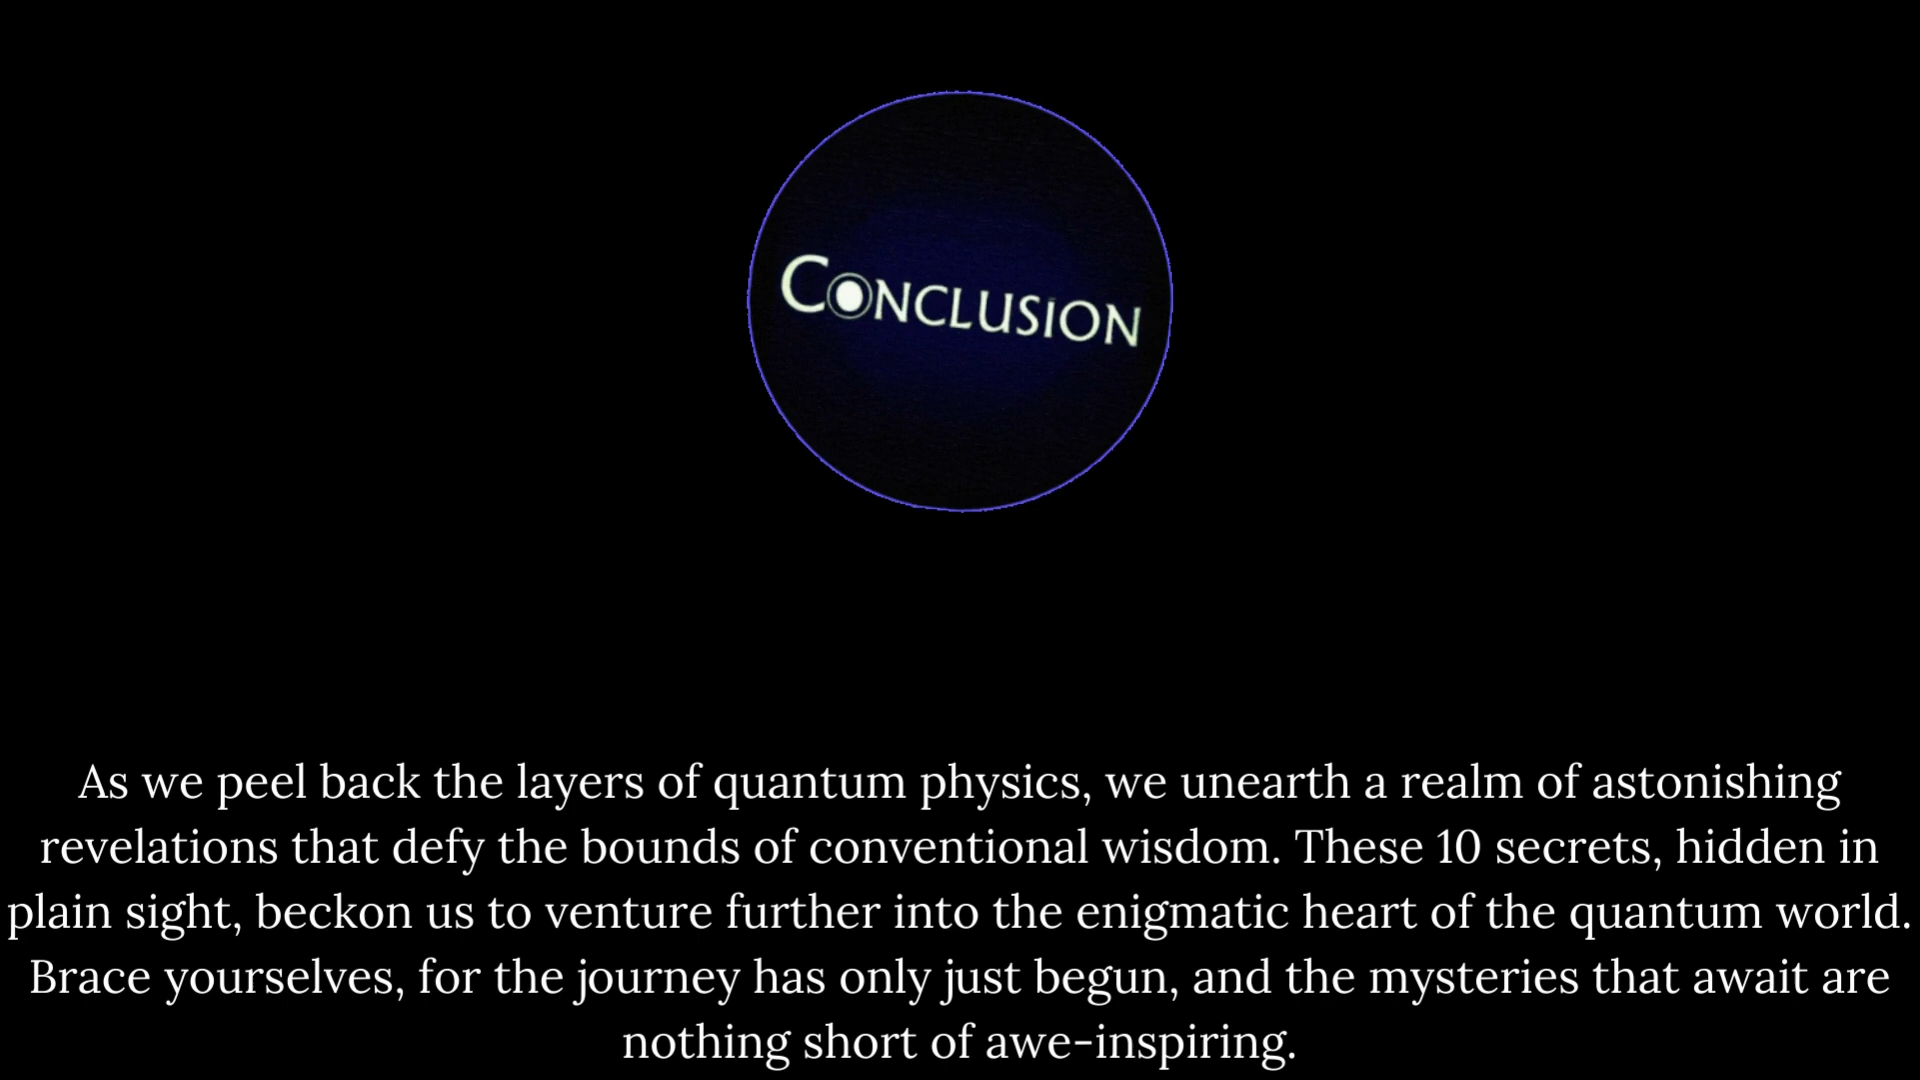 CONCLUSION
As we peel back the layers of quantum physics, we unearth a realm of astonishing
revelations that defy the bounds of conventional wisdom. These 10 secrets, hidden in
plain sight, beckon us to venture further into the enigmatic heart of the quantum world.
Brace yourselves, for the journey has only just begun, and the mysteries that await are
nothing short of awe-inspiring.